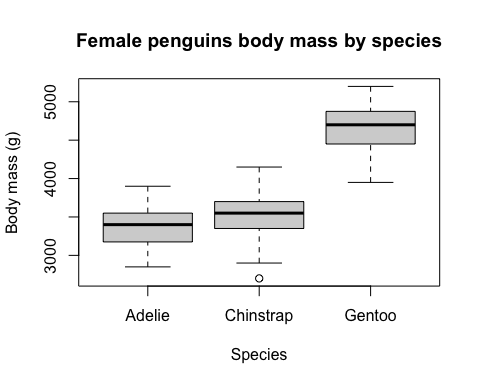 Female penguins body mass by species
Body mass (g)
5000
4000
3000
Adelie Chinstrap Gentoo
Species